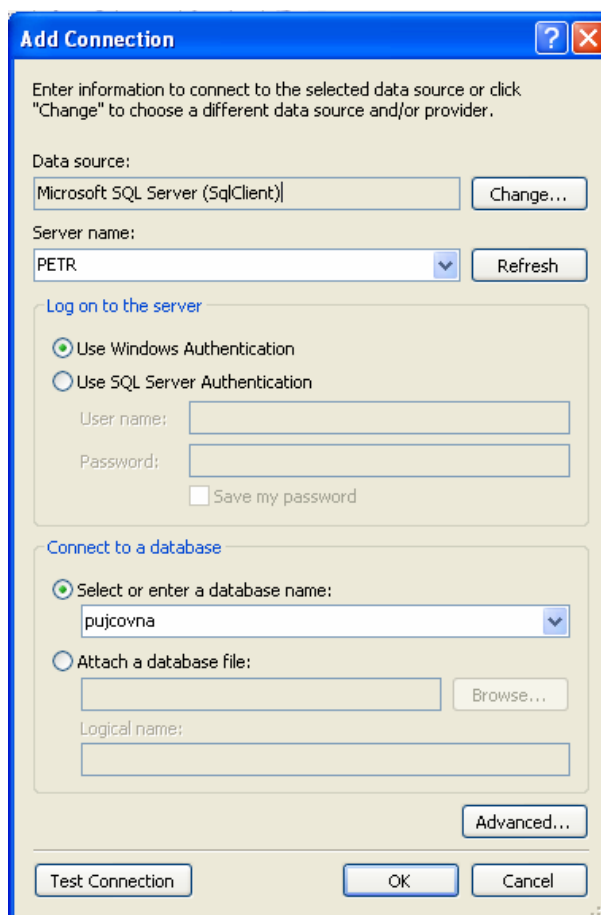 Add Connection
Enter information to connect to the selected data source or click
"Change" to choose a different data source and/or provider.
Data source:
Microsoft SQL Server (SqlClient)
Change...
Server name:
PETR
Refresh
Log on to the server
Use Windows Authentication
Use SQL Server Authentication
User name:
Password:
Save my password
Connect to a database
Select or enter a database name:
pujcovna
Attach a database file:
Browse...
Logical name:
Advanced...
Test Connection
OK
Cancel